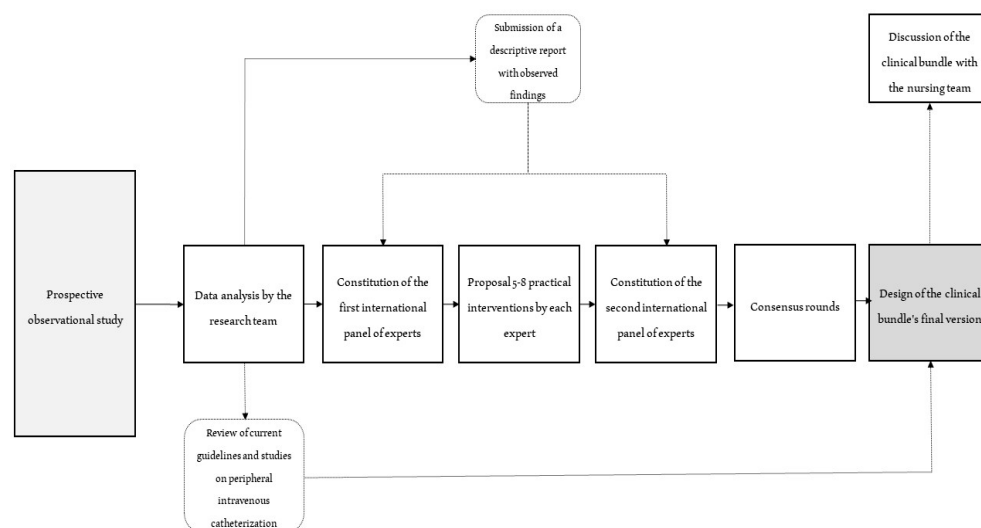 Submission of a
descriptive report
with observed
findings
Discussion of the
clinical bundle with
the nursing team
Prospective
observational study
Data analysis by the
research team
Constitution of the
first international
panel of experts
Proposal 5-8 practical
interventions by each
expert
Constitution of the
second international
panel of experts
Consensus rounds
Design of the clinical
bundle's final version
Review of current
guidelines and studies
on peripheral
intravenous
catheterization